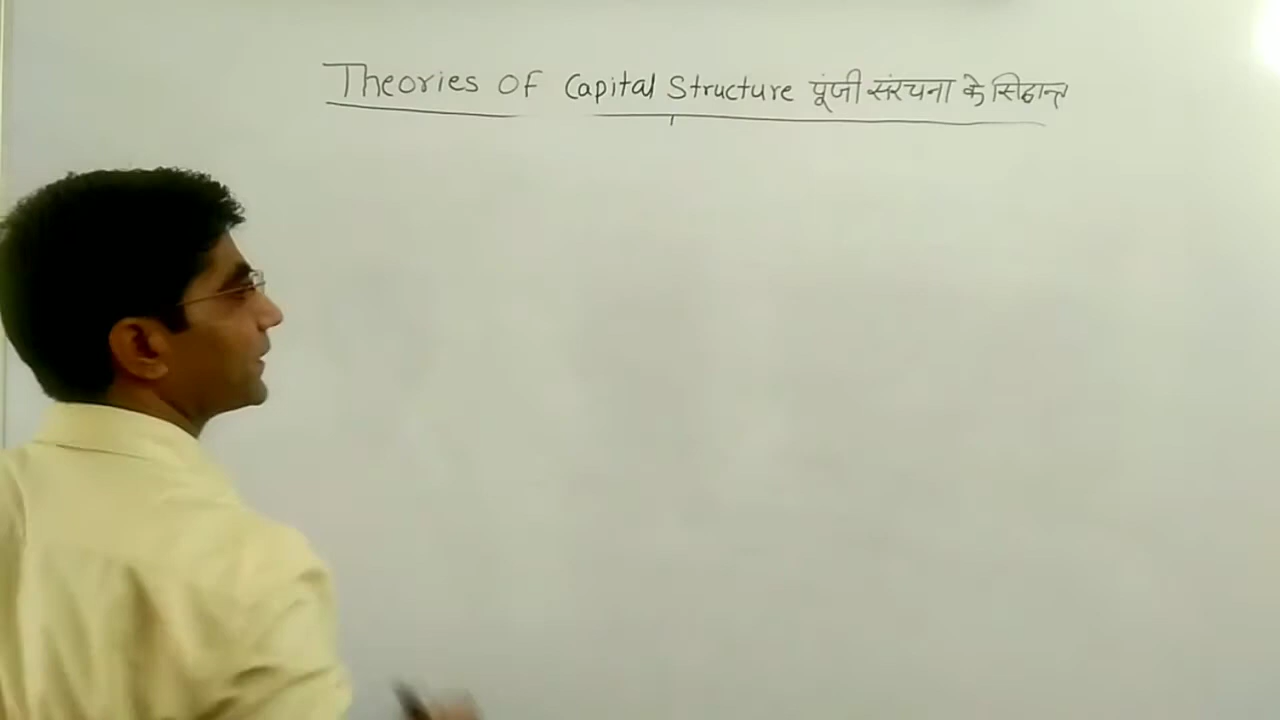 Theories OF Capital Structure पूंजी संरचना के सिद्धान्त